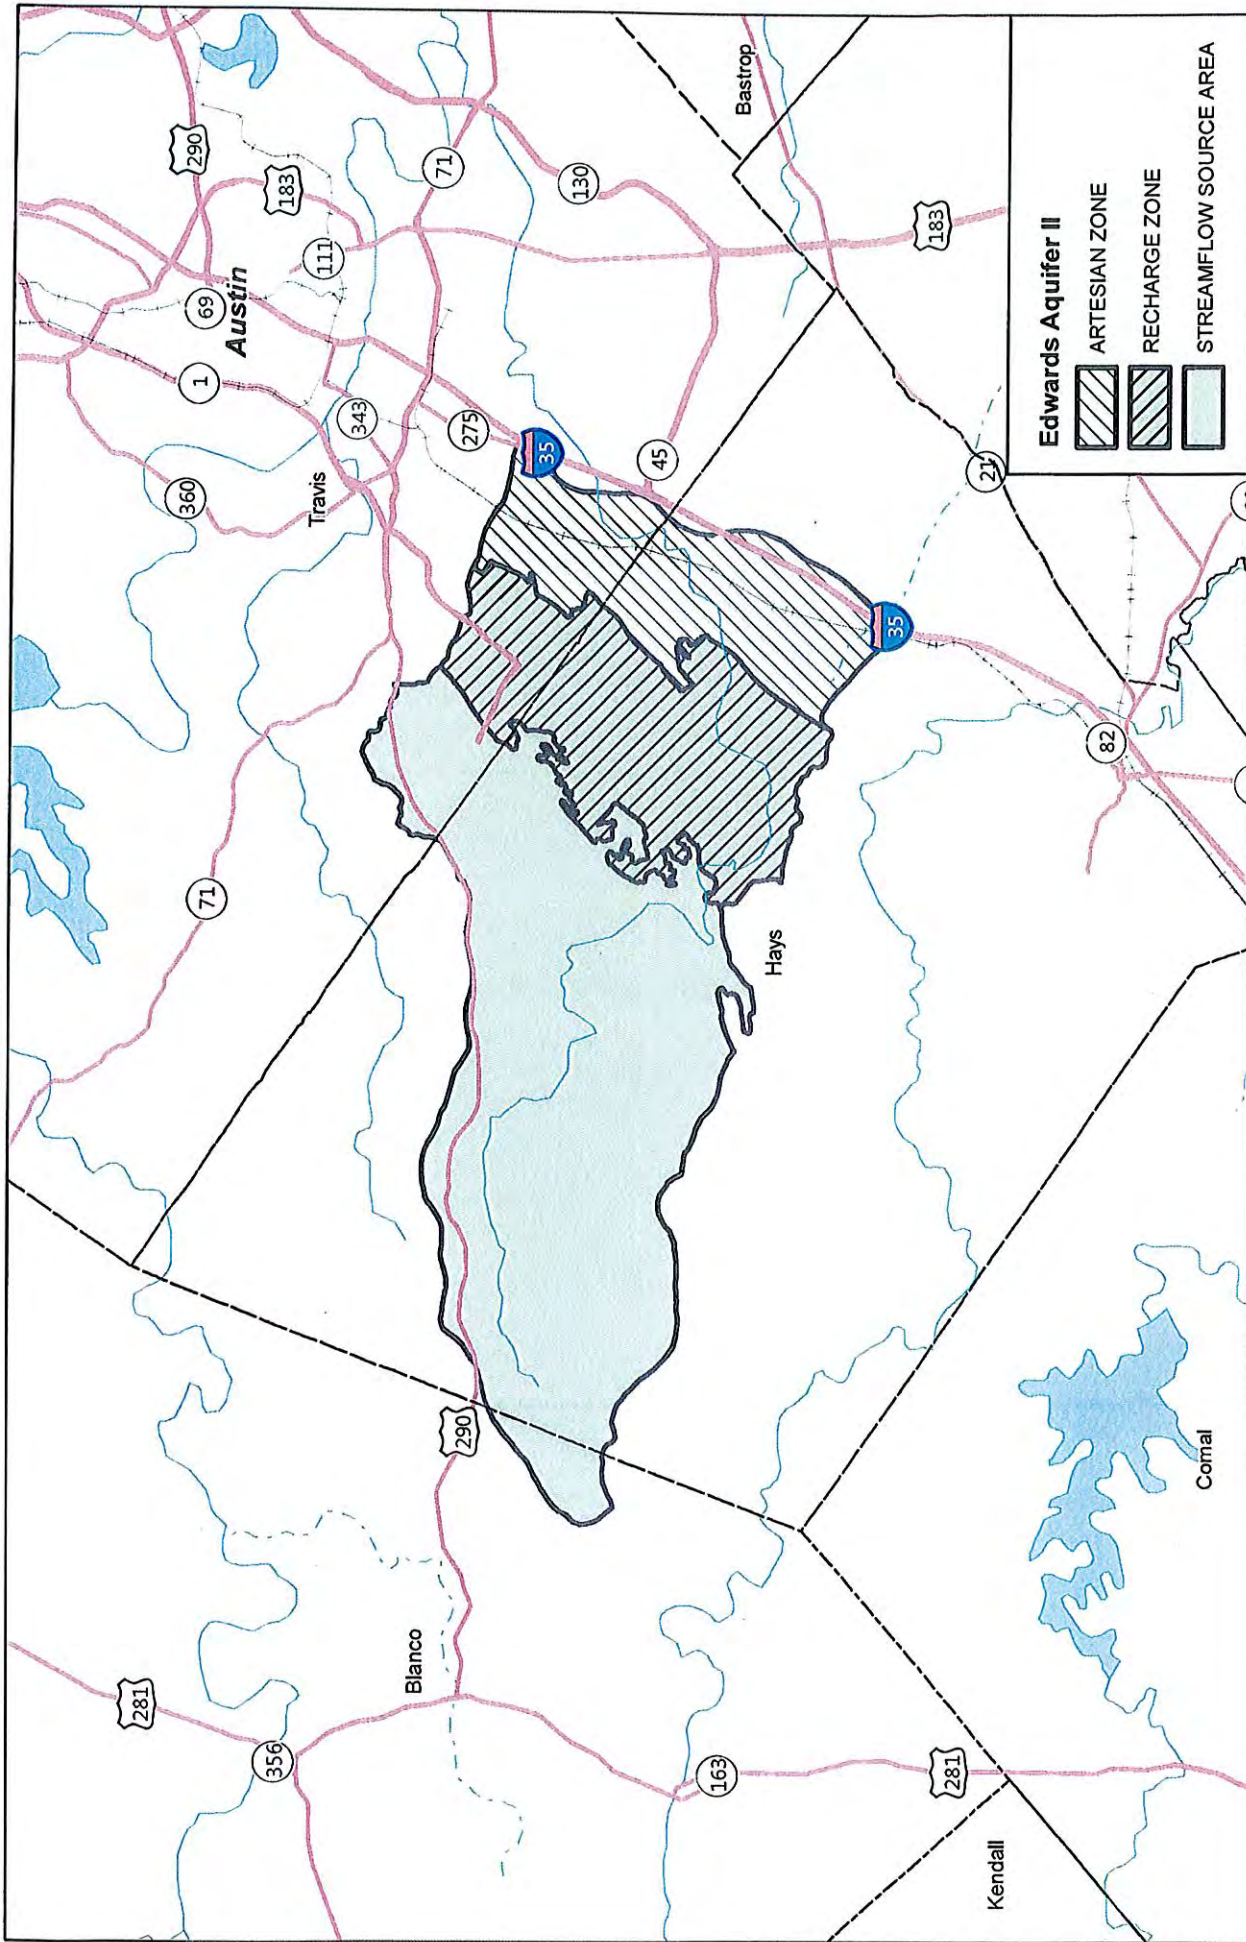 281
356
Blanco
290
163
281
Kendall
Comal
71
Hays
360
Travis
1
343
275
69
Austin
111
290
183
71
130
35
45
35
21
82
183
Bastrop
Edwards Aquifer II
ARTESIAN ZONE
RECHARGE ZONE
STREAMFLOW SOURCE AREA